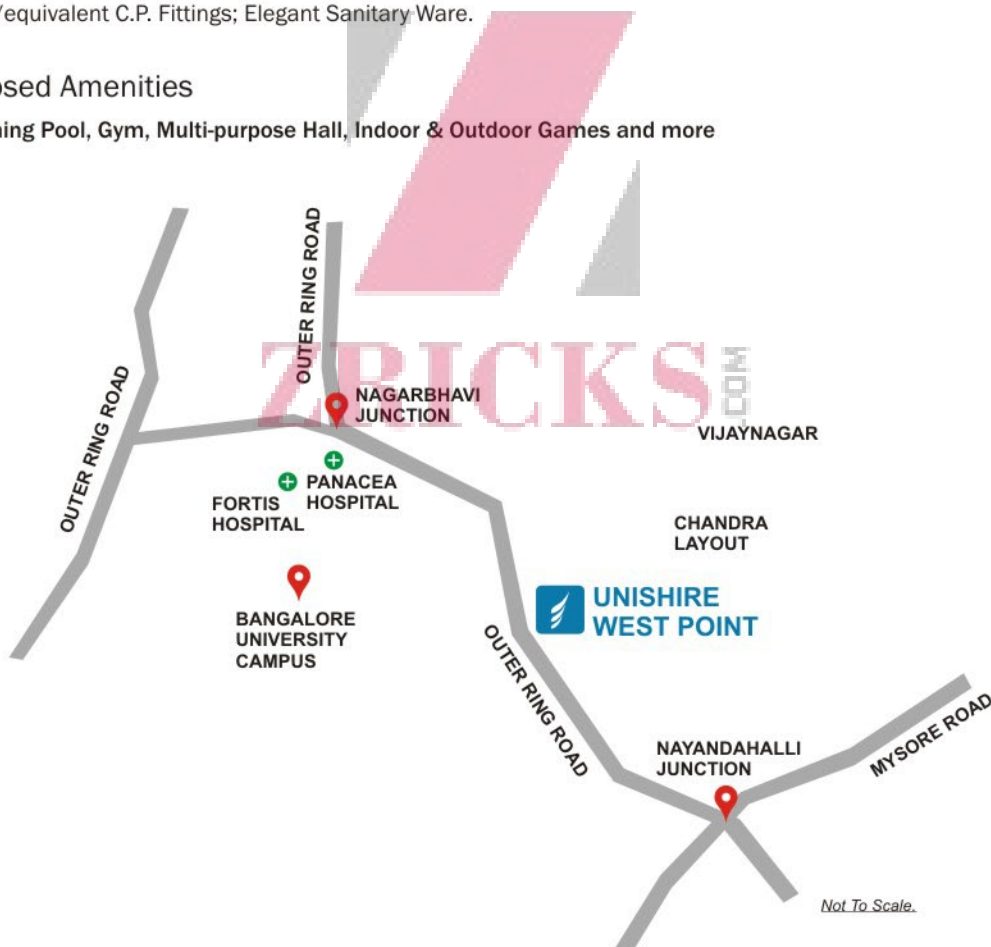 /equivalent C.P. Fittings; Elegant Sanitary Ware.
osed Amenities
ning Pool, Gym, Multi-purpose Hall, Indoor & Outdoor Games and more
OUTER RING ROAD
OUTER RING ROAD
ZRICKS
.COM
NAGARBHAVI
JUNCTION
VIJAYNAGAR
PANACEA
HOSPITAL
FORTIS
HOSPITAL
CHANDRA
LAYOUT
BANGALORE
UNIVERSITY
CAMPUS
UNISHIRE
WEST POINT
OUTER RING ROAD
NAYANDAHALLI
JUNCTION
MYSORE ROAD
Not To Scale.